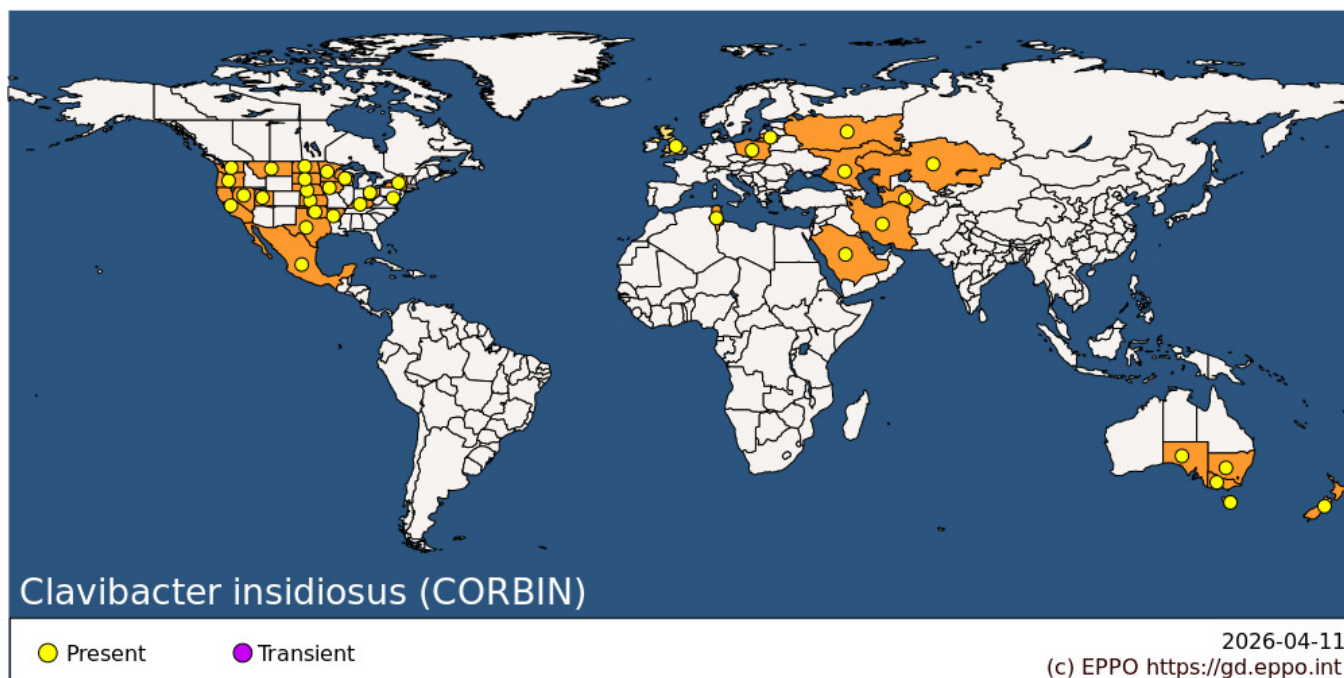 Clavibacter insidiosus (CORBIN)
Present
Transient
2026-04-11
(c) EPPO https://gd.eppo.int